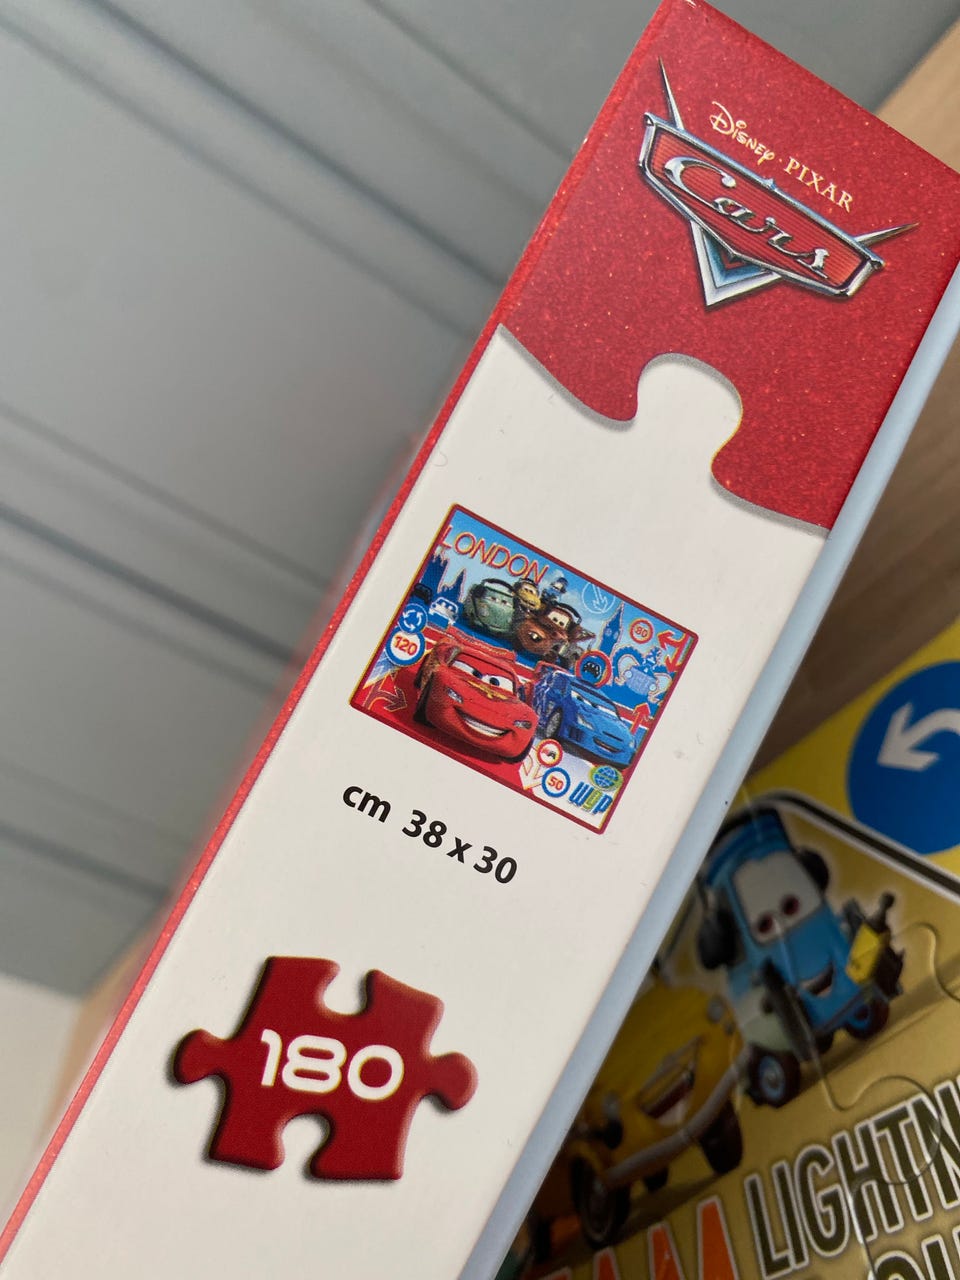 Disney PIXAR
Cars
LONDON
80
120
50
WGP
cm 38 x 30
180
LIGHTN